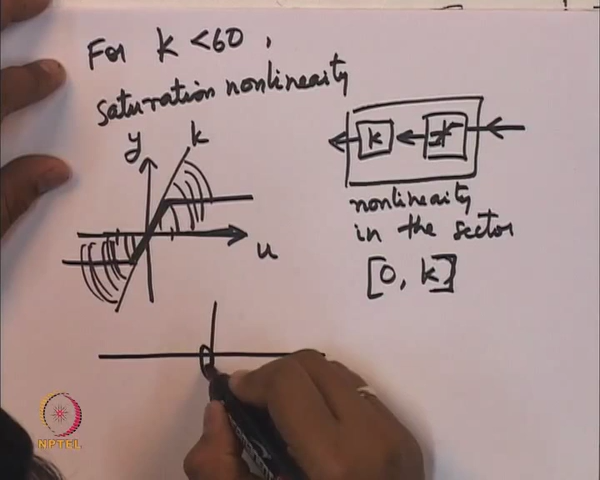 For k < 60,
saturation nonlinearity
y
k
u
k
nonlinearity
in the sector
[0, k]
NPTEL